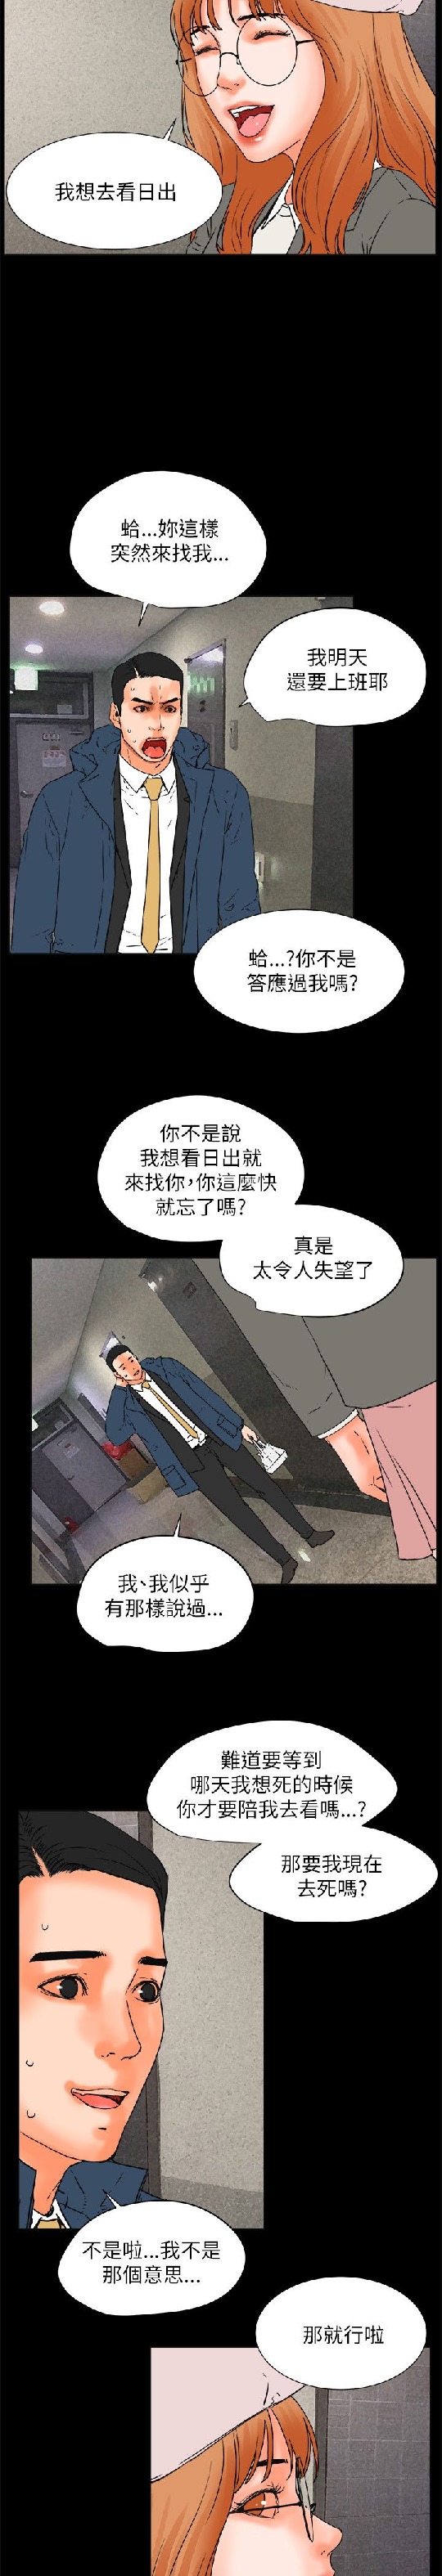 我想去看日出
蛤...妳這樣
突然來找我...
我明天
還要上班耶
蛤...?你不是
答應過我嗎?
你不是說
我想看日出就
來找你,你這麼快
就忘了嗎?
真是
太令人失望了
我、我似乎
有那樣說過...
難道要等到
哪天我想死的時候
你才要陪我去看嗎...?
那要我現在
去死嗎?
不是啦...我不是
那個意思...
那就行啦